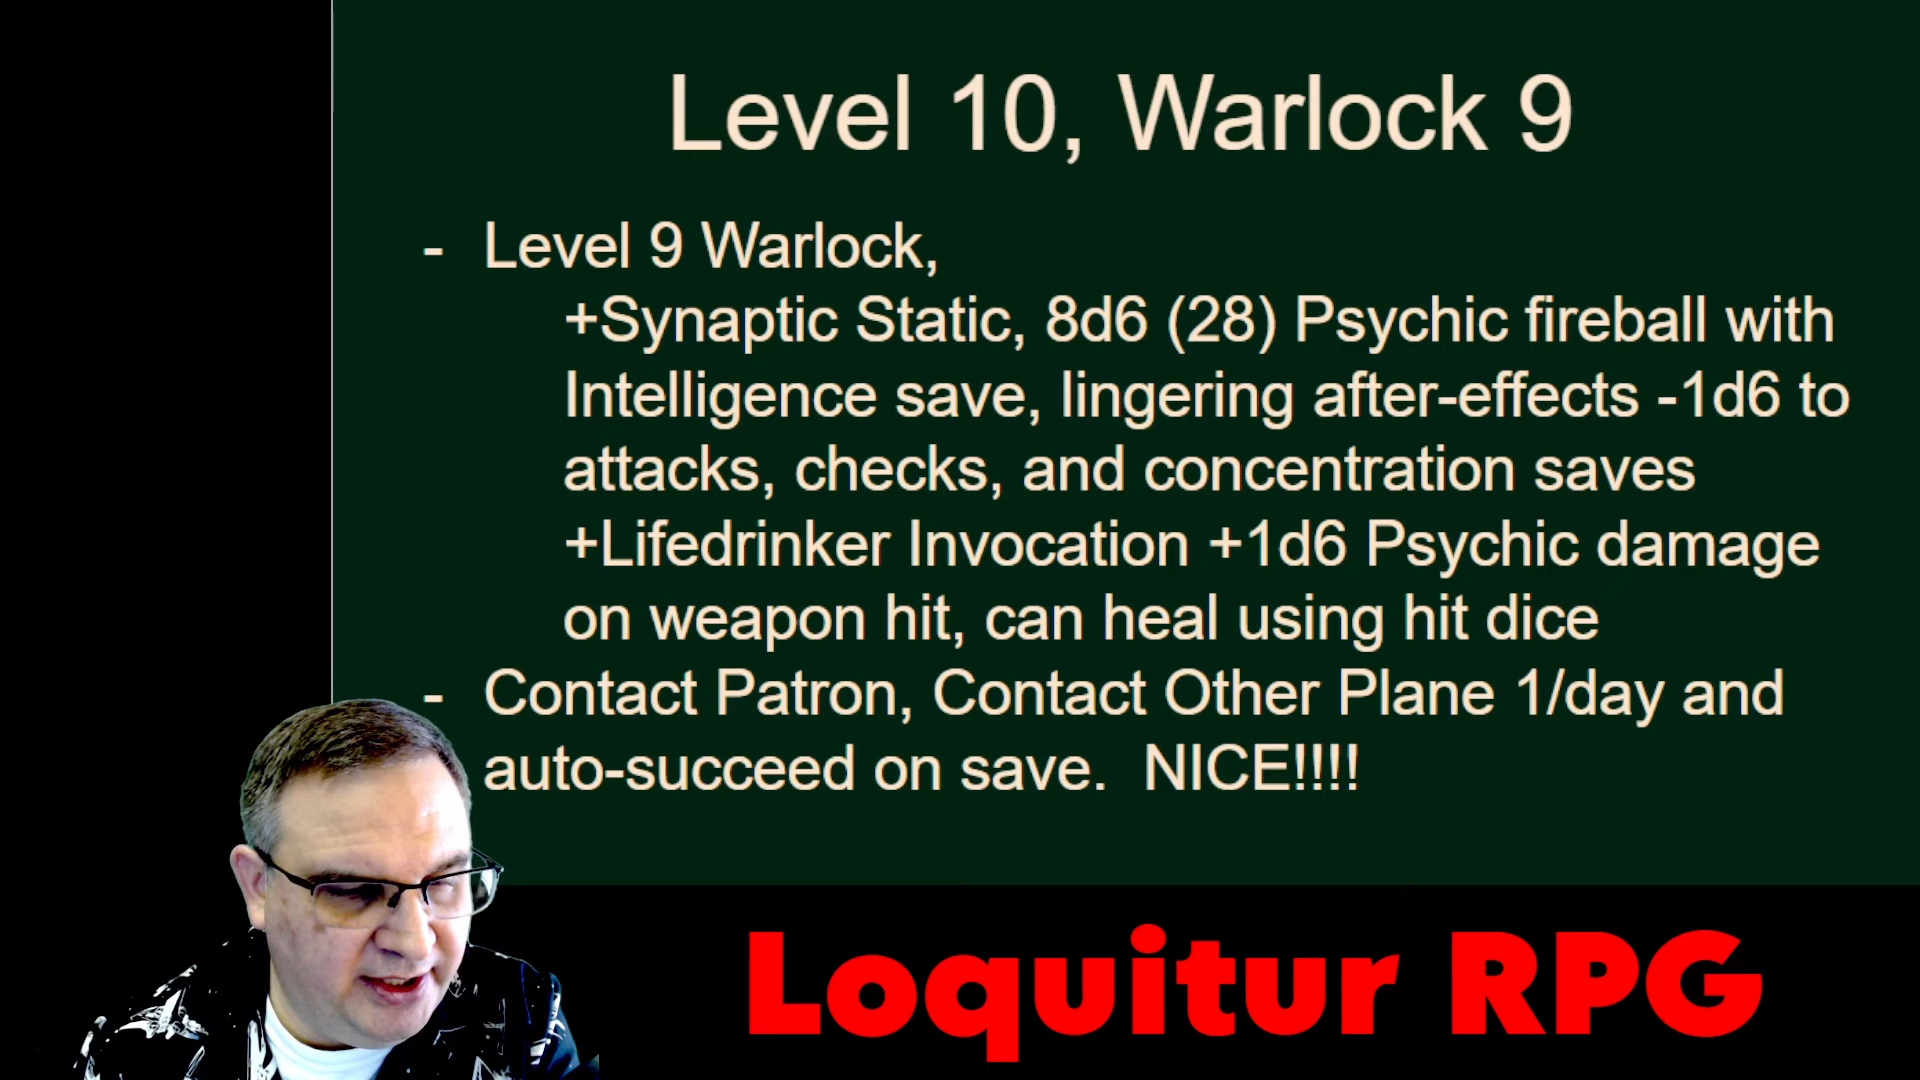 Level 10, Warlock 9
- Level 9 Warlock,
+Synaptic Static, 8d6 (28) Psychic fireball with
Intelligence save, lingering after-effects -1d6 to
attacks, checks, and concentration saves
+Lifedrinker Invocation +1d6 Psychic damage
on weapon hit, can heal using hit dice
- Contact Patron, Contact Other Plane 1/day and
auto-succeed on save. NICE!!!!
Loquitur RPG